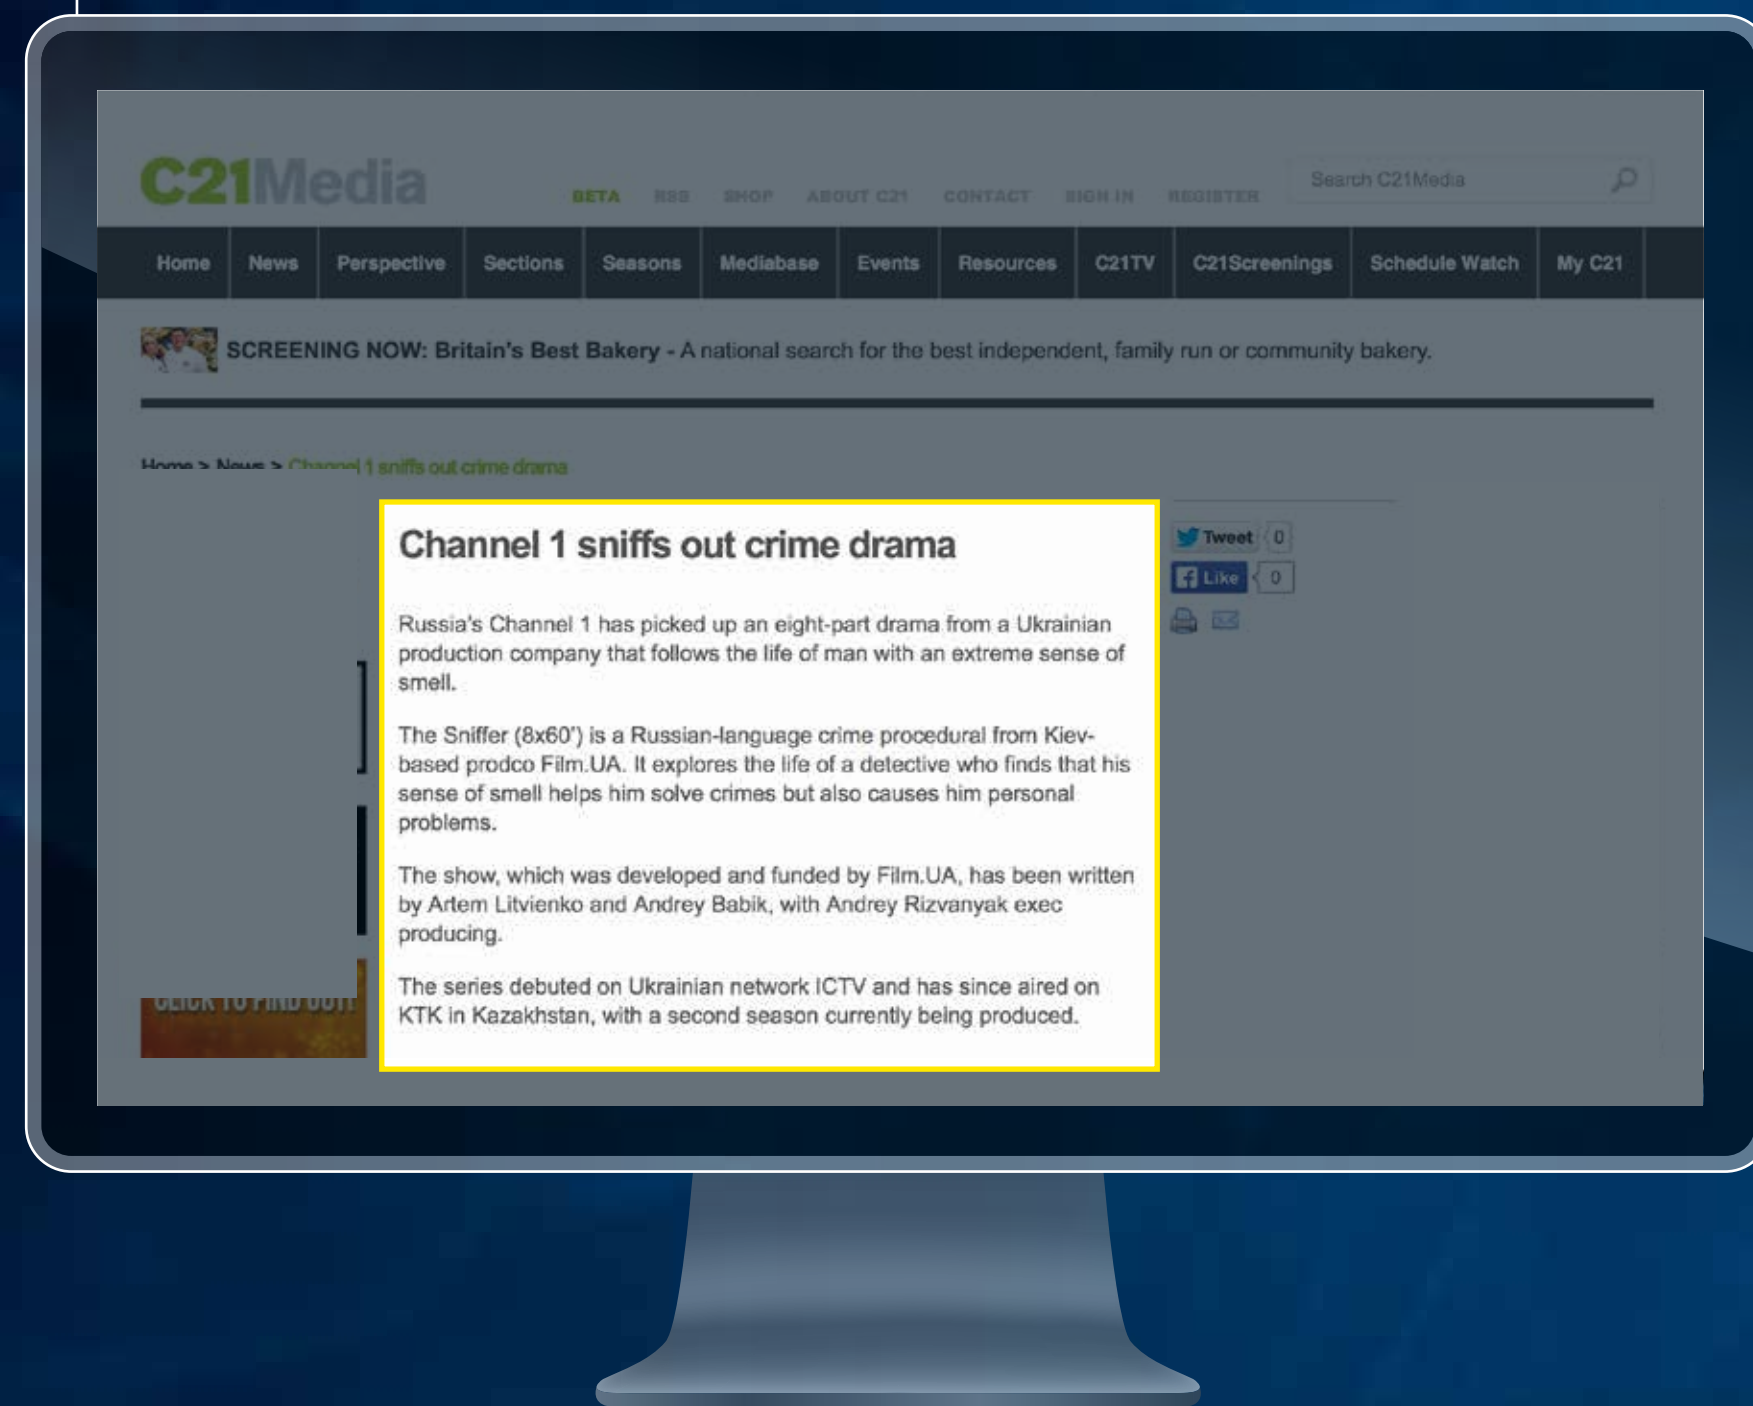 C21Media
BETA RSS SHOP ABOUT C21 CONTACT SIGN IN REGISTER Search C21Media
Home News Perspective Sections Seasons Mediabase Events Resources C21TV C21Screenings Schedule Watch My C21
SCREENING NOW: Britain's Best Bakery - A national search for the best independent, family run or community bakery.
Home > News > Channel 1 sniffs out crime drama
Channel 1 sniffs out crime drama
Tweet 0
Like 0
Russia's Channel 1 has picked up an eight-part drama from a Ukrainian
production company that follows the life of man with an extreme sense of
smell.
The Sniffer (8x60') is a Russian-language crime procedural from Kiev-
based prodco Film.UA. It explores the life of a detective who finds that his
sense of smell helps him solve crimes but also causes him personal
problems.
The show, which was developed and funded by Film.UA, has been written
by Artem Litvienko and Andrey Babik, with Andrey Rizvanyak exec
producing.
The series debuted on Ukrainian network ICTV and has since aired on
KTK in Kazakhstan, with a second season currently being produced.
CLICK TO FIND OUT!